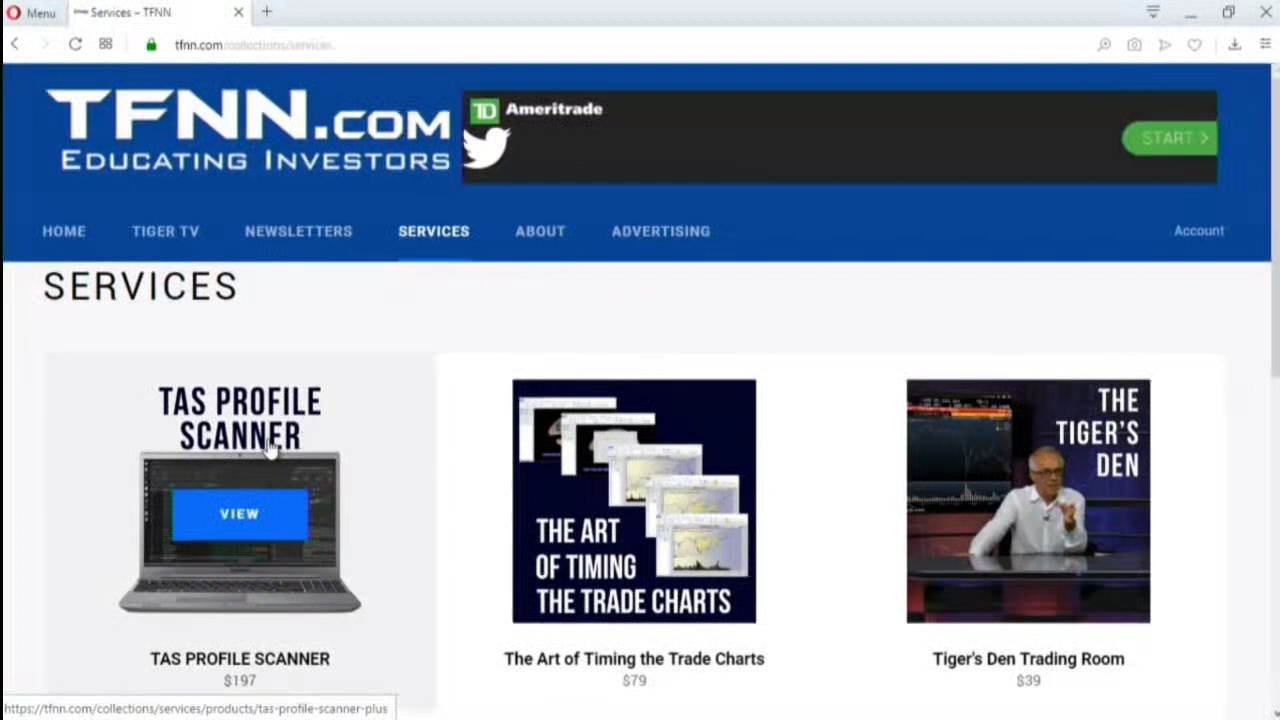 Menu
Services – TFNN
tfnn.com/collections/services.
TFNN.COM
EDUCATING INVESTORS
TD Ameritrade
START >
HOME
TIGER TV
NEWSLETTERS
SERVICES
ABOUT
ADVERTISING
Account
SERVICES
TAS PROFILE
SCANNER
VIEW
TAS PROFILE SCANNER
$197
THE ART
OF TIMING
THE TRADE CHARTS
The Art of Timing the Trade Charts
$79
THE
TIGER'S
DEN
Tiger's Den Trading Room
$39
https://tfnn.com/collections/services/products/tas-profile-scanner-plus